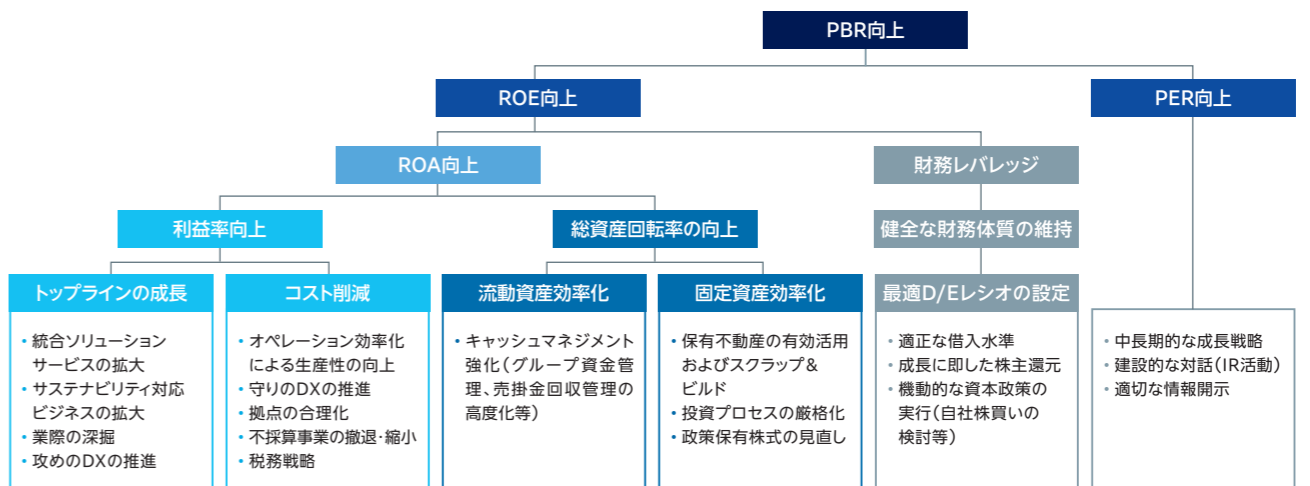 PBR向上
ROE向上
PER向上
ROA向上
財務レバレッジ
利益率向上
総資産回転率の向上
健全な財務体質の維持
トップラインの成長
・統合ソリューション
サービスの拡大
・サステナビリティ対応
ビジネスの拡大
・業際の深掘
・攻めのDXの推進
コスト削減
・オペレーション効率化
による生産性の向上
・守りのDXの推進
・拠点の合理化
・不採算事業の撤退・縮小
・税務戦略
流動資産効率化
・キャッシュマネジメント
強化(グループ資金管
理、売掛金回収管理の
高度化等)
固定資産効率化
・保有不動産の有効活用
およびスクラップ&
ビルド
・投資プロセスの厳格化
・政策保有株式の見直し
最適D/Eレシオの設定
・適正な借入水準
・成長に即した株主還元
・機動的な資本政策の
実行(自社株買いの
検討等)
・中長期的な成長戦略
・建設的な対話(IR活動)
・適切な情報開示